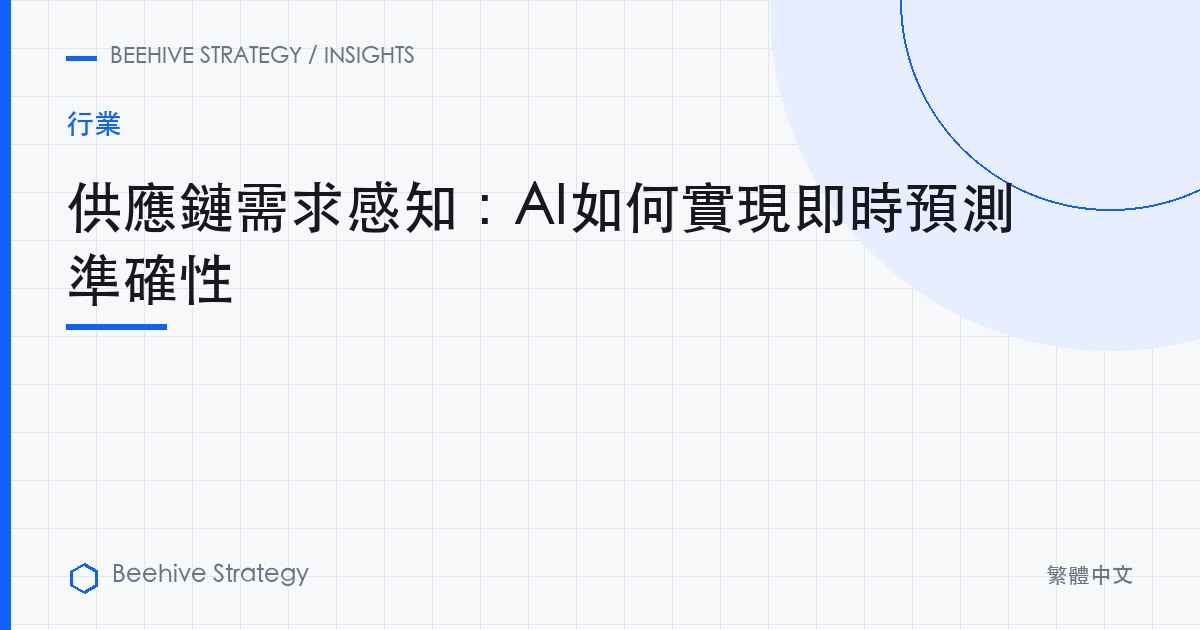 BEEHIVE STRATEGY / INSIGHTS
行業
供應鏈需求感知：AI如何實現即時預測
準確性
Beehive Strategy
繁體中文